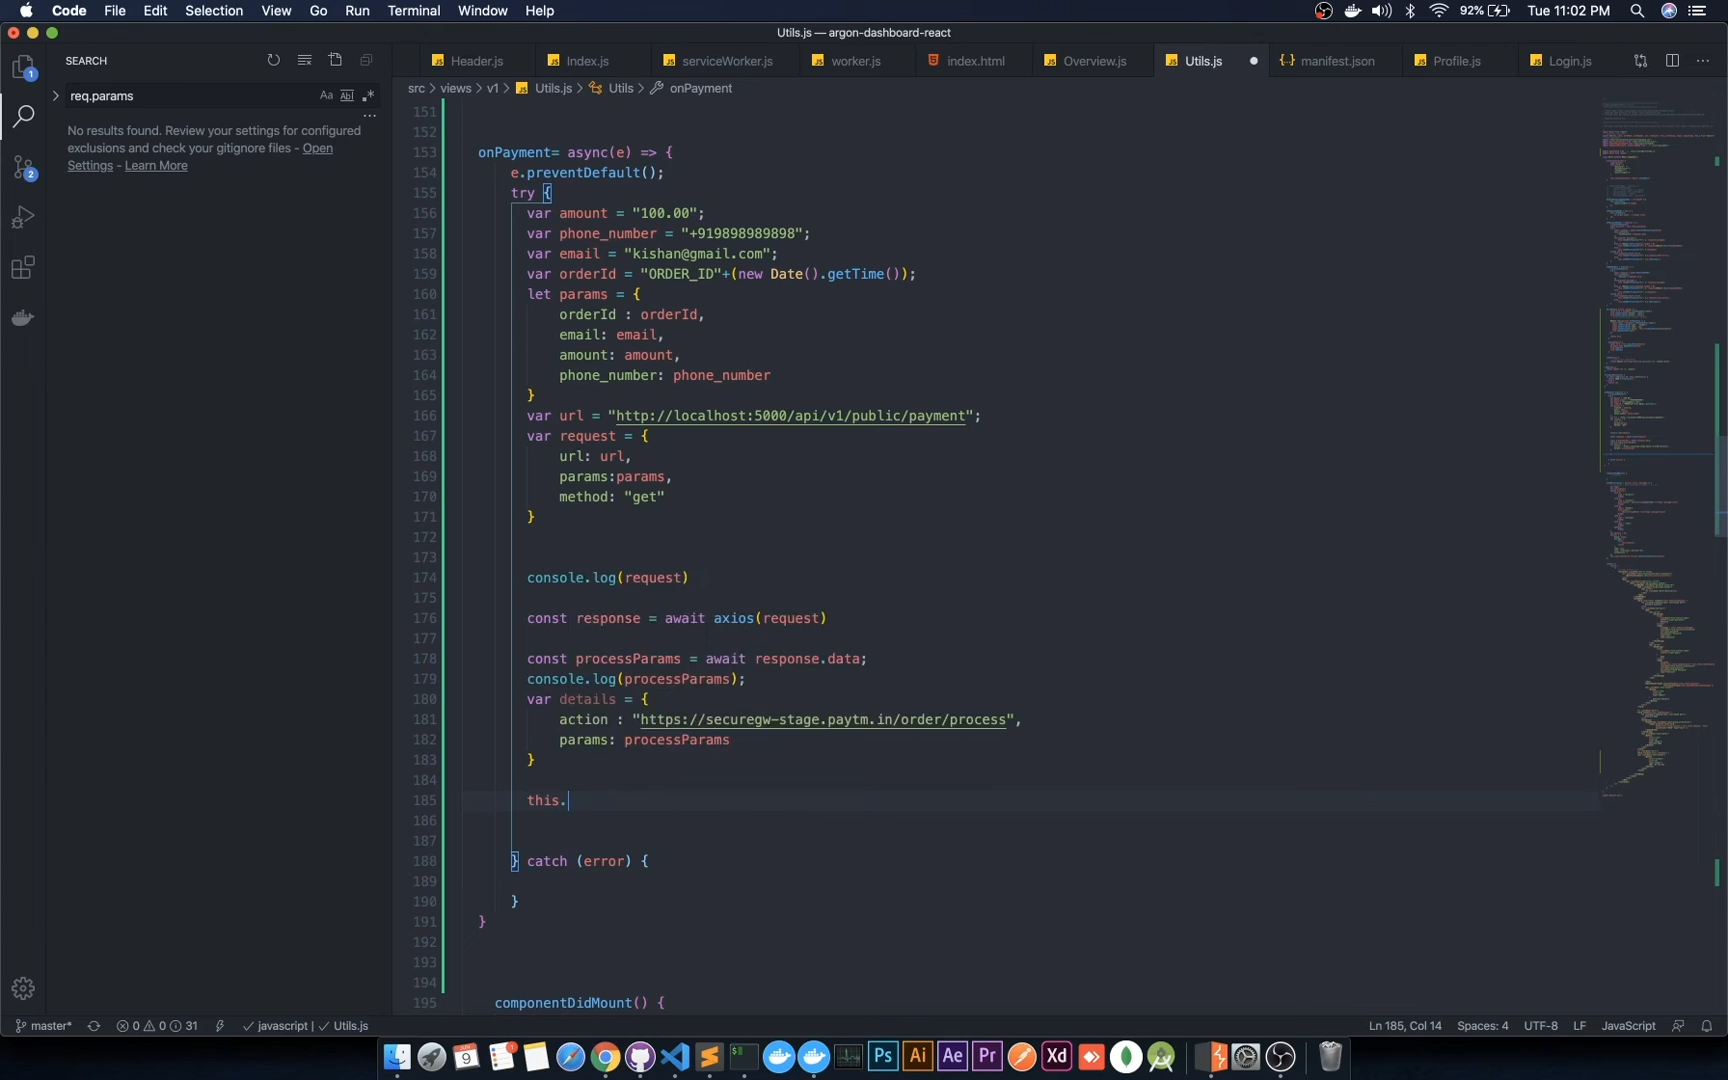 Code File Edit Selection View Go Run Terminal Window Help 92% Tue 11:02 PM
Utils.js — argon-dashboard-react
SEARCH
req.params
Aa Abl .*
No results found. Review your settings for configured
exclusions and check your gitignore files - Open
Settings - Learn More
1
2
Header.js Index.js serviceWorker.js worker.js index.html Overview.js Utils.js manifest.json Profile.js Login.js
src > views > v1 > Utils.js > Utils > onPayment
151
152
153 onPayment= async(e) => {
154 e.preventDefault();
155 try {
156 var amount = "100.00";
157 var phone_number = "+919898989898";
158 var email = "kishan@gmail.com";
159 var orderId = "ORDER_ID"+(new Date().getTime());
160 let params = {
161 orderId : orderId,
162 email: email,
163 amount: amount,
164 phone_number: phone_number
165 }
166 var url = "http://localhost:5000/api/v1/public/payment";
167 var request = {
168 url: url,
169 params:params,
170 method: "get"
171 }
172
173
174 console.log(request)
175
176 const response = await axios(request)
177
178 const processParams = await response.data;
179 console.log(processParams);
180 var details = {
181 action : "https://securegw-stage.paytm.in/order/process",
182 params: processParams
183 }
184
185 this.
186
187
188 } catch (error) {
189
190 }
191 }
192
193
194
195 componentDidMount() {
master* 0 0 31 javascript | Utils.js Ln 185, Col 14 Spaces: 4 UTF-8 LF JavaScript
9 1 Ps Ai Ae Pr Xd